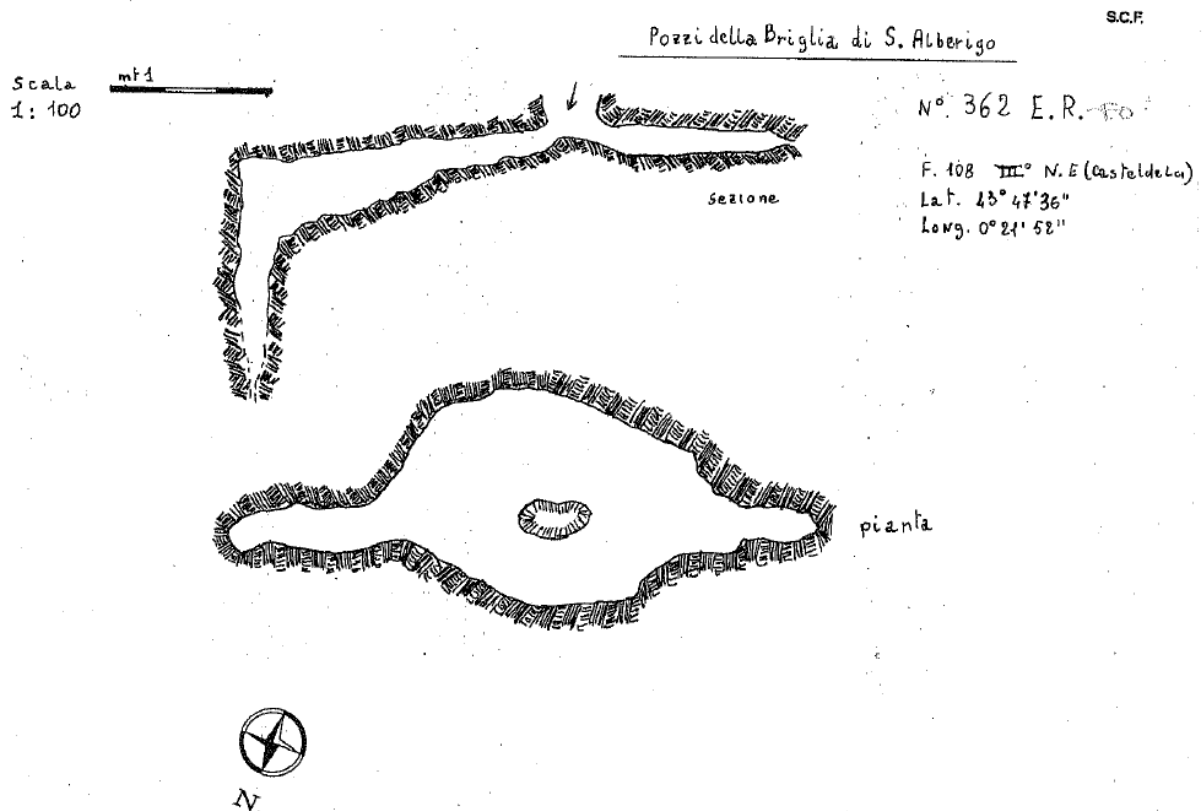 S.C.F.
Pozzi della Briglia di S. Alberigo
Scala
1:100
mt 1
N° 362 E.R. FO
F. 108 III° N.E (Casteldelci)
Lat. 43° 47' 36"
Long. 0° 21' 52"
Sezione
pianta
N